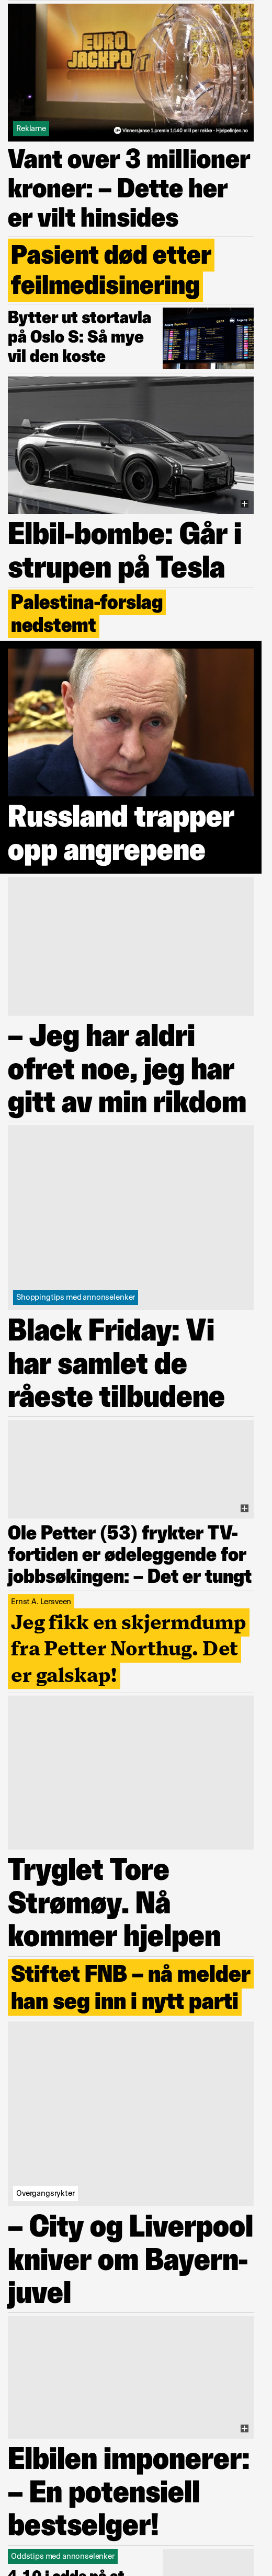 EURO
JACKPOT
Reklame
Vinnersjanse 1.premie 1:140 mill per rekke - Hjelpelinjen.no
Vant over 3 millioner
kroner: – Dette her
er vilt hinsides
Pasient død etter
feilmedisinering
Bytter ut stortavla
på Oslo S: Så mye
vil den koste
Elbil-bombe: Går i
strupen på Tesla
Palestina-forslag
nedstemt
Russland trapper
opp angrepene
– Jeg har aldri
ofret noe, jeg har
gitt av min rikdom
Shoppingtips med annonselenker
Black Friday: Vi
har samlet de
råeste tilbudene
Ole Petter (53) frykter TV-
fortiden er ødeleggende for
jobbsøkingen: – Det er tungt
Ernst A. Lersveen
Jeg fikk en skjermdump
fra Petter Northug. Det
er galskap!
Tryglet Tore
Strømøy. Nå
kommer hjelpen
Stiftet FNB – nå melder
han seg inn i nytt parti
Overgangsrykter
– City og Liverpool
kniver om Bayern-
juvel
Elbilen imponerer:
– En potensiell
bestselger!
Oddstips med annonselenker